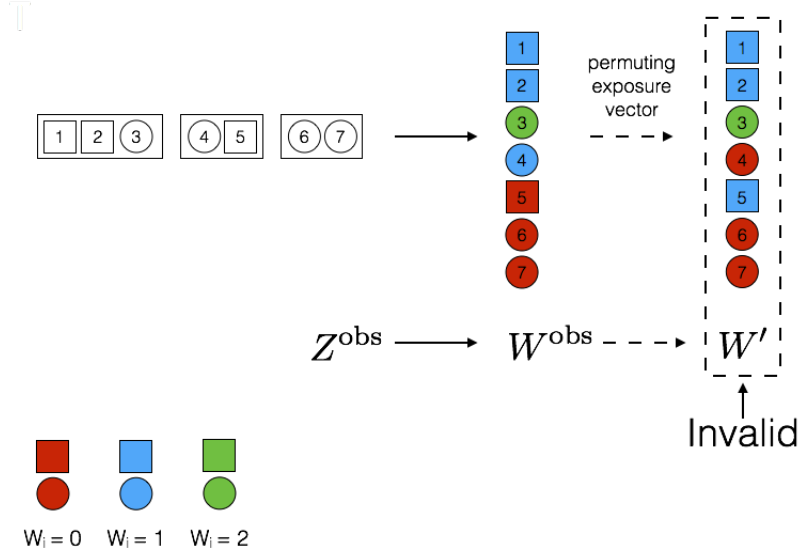 1 2 3 4 5 6 7
1
2
3
4
5
6
7
permuting
exposure
vector
1
2
3
4
5
6
7
Z^obs W^obs W′
Invalid
W_i = 0 W_i = 1 W_i = 2